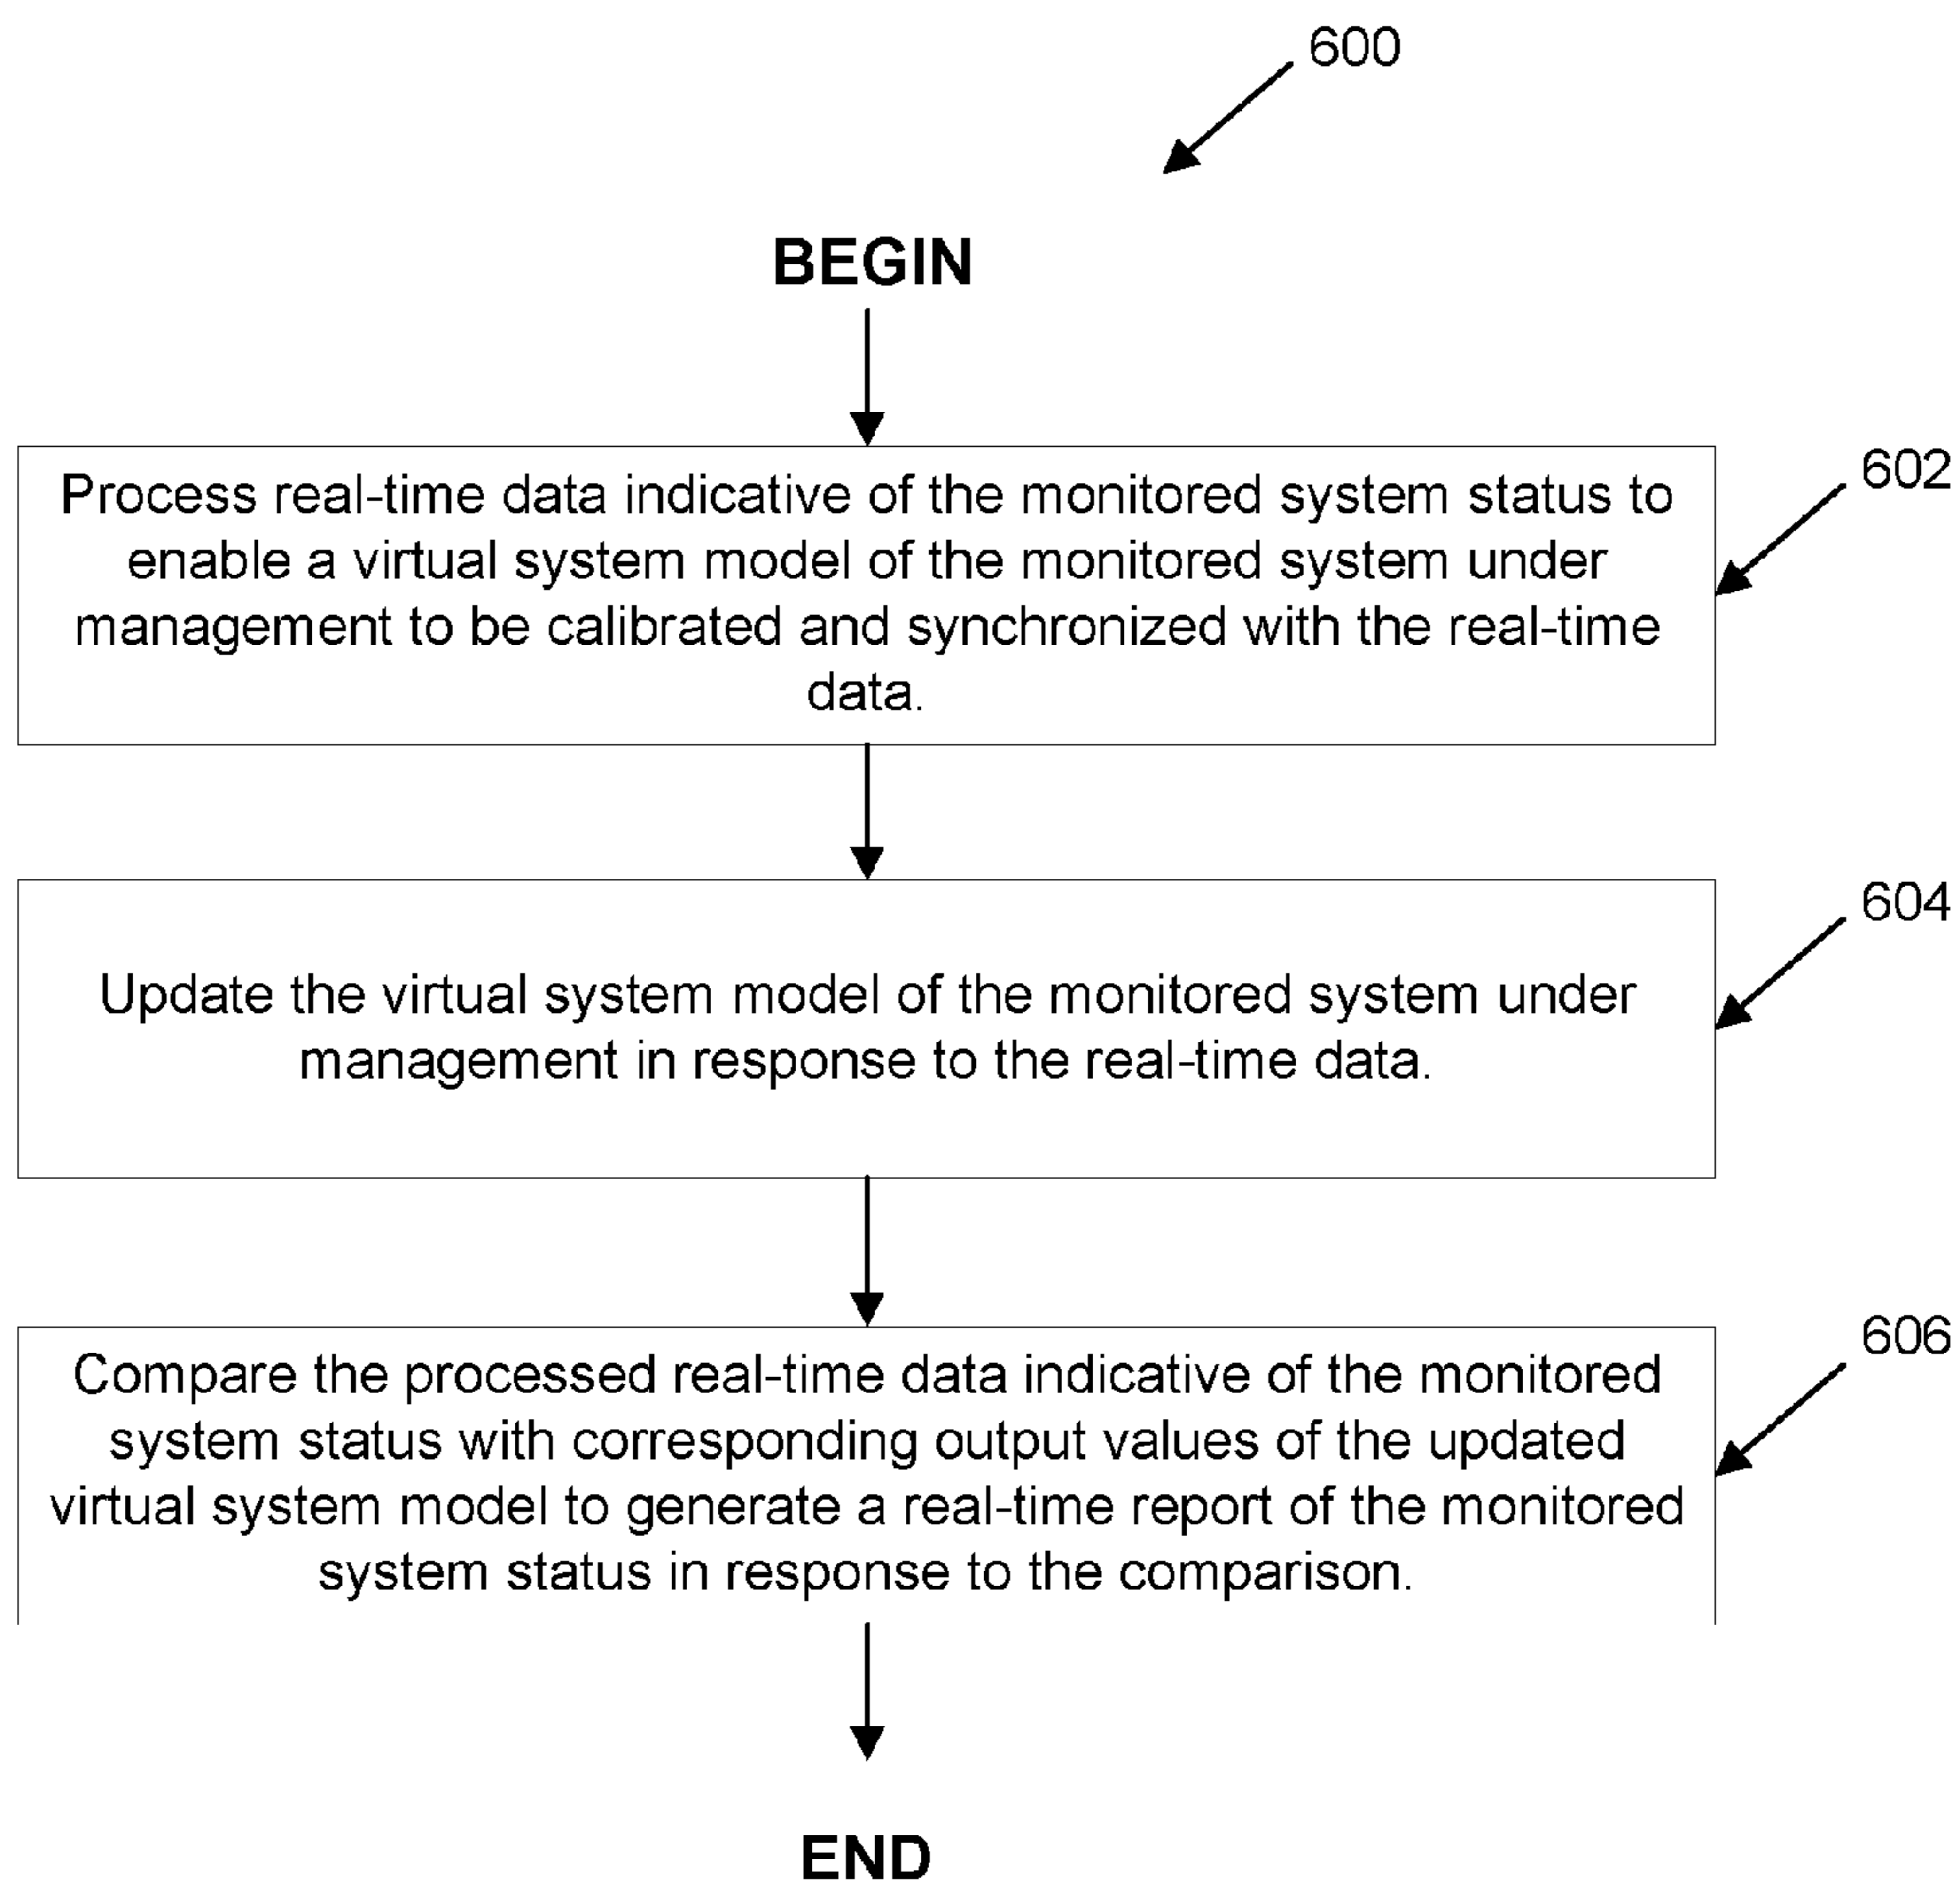 600
BEGIN
602
Process real-time data indicative of the monitored system status to
enable a virtual system model of the monitored system under
management to be calibrated and synchronized with the real-time
data.
604
Update the virtual system model of the monitored system under
management in response to the real-time data.
606
Compare the processed real-time data indicative of the monitored
system status with corresponding output values of the updated
virtual system model to generate a real-time report of the monitored
system status in response to the comparison.
END